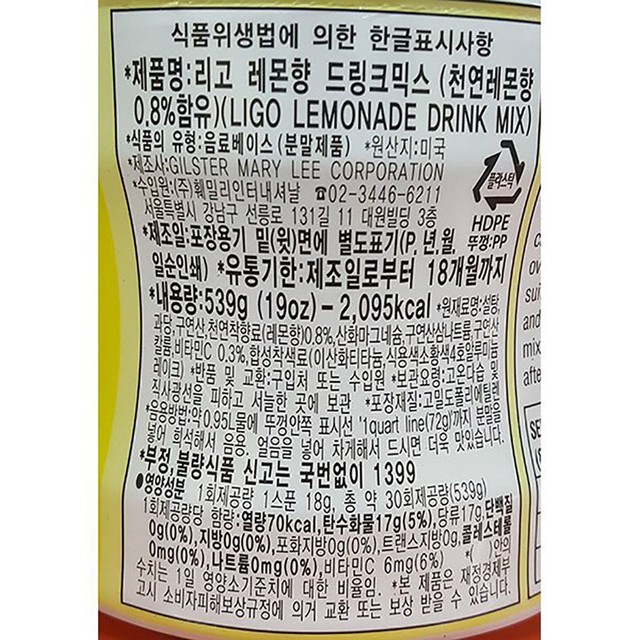 식품위생법에 의한 한글표시사항
*제품명:리고 레몬향 드링크믹스 (천연레몬향
0.8%함유)(LIGO LEMONADE DRINK MIX)
*식품의 유형:음료베이스(분말제품) *원산지:미국
*제조사:GILSTER MARY LEE CORPORATION
*수입원:(주)훼밀리인터내셔날 ☎02-3446-6211
서울특별시 강남구 선릉로 131길 11 대원빌딩 3층
플라스틱
HDPE
뚜껑:PP
*제조일:포장용기 밑(윗)면에 별도표기(P, 년,월,
일순인쇄) *유통기한:제조일로부터 18개월까지
*내용량:539g (19oz) - 2,095kcal *원재료명:설탕,
과당,구연산,천연착향료(레몬향)0.8%,산화마그네슘,구연산삼나트륨,구연산
칼륨,비타민C 0.3%,합성착색료(이산화티타늄,식용색소황색4호알루미늄
레이크) *반품 및 교환:구입처 또는 수입원 *보관요령:고온다습 및
직사광선을 피하고 서늘한 곳에 보관 *포장재질:고밀도폴리에틸렌
*음용방법:약0.95L물에 뚜껑안쪽 표시선 '1quart line(72g)'까지 분말을
넣어 희석해서 음용. 얼음을 넣어 차게해서 드시면 더욱 맛있습니다.
*부정,불량식품 신고는 국번없이 1399
●영양성분 1회제공량 1스푼 18g, 총 약 30회제공량(539g)
1회제공량당 함량:열량70kcal,탄수화물17g(5%),당류17g,단백질
0g(0%),지방0g(0%),포화지방0g(0%),트랜스지방0g,콜레스테롤
0mg(0%),나트륨0mg(0%),비타민C 6mg(6%) *( )안의
수치는 1일 영양소기준치에 대한 비율임. *본 제품은 재정경제부
고시 소비자피해보상규정에 의거 교환 또는 보상 받을 수 있습니다.